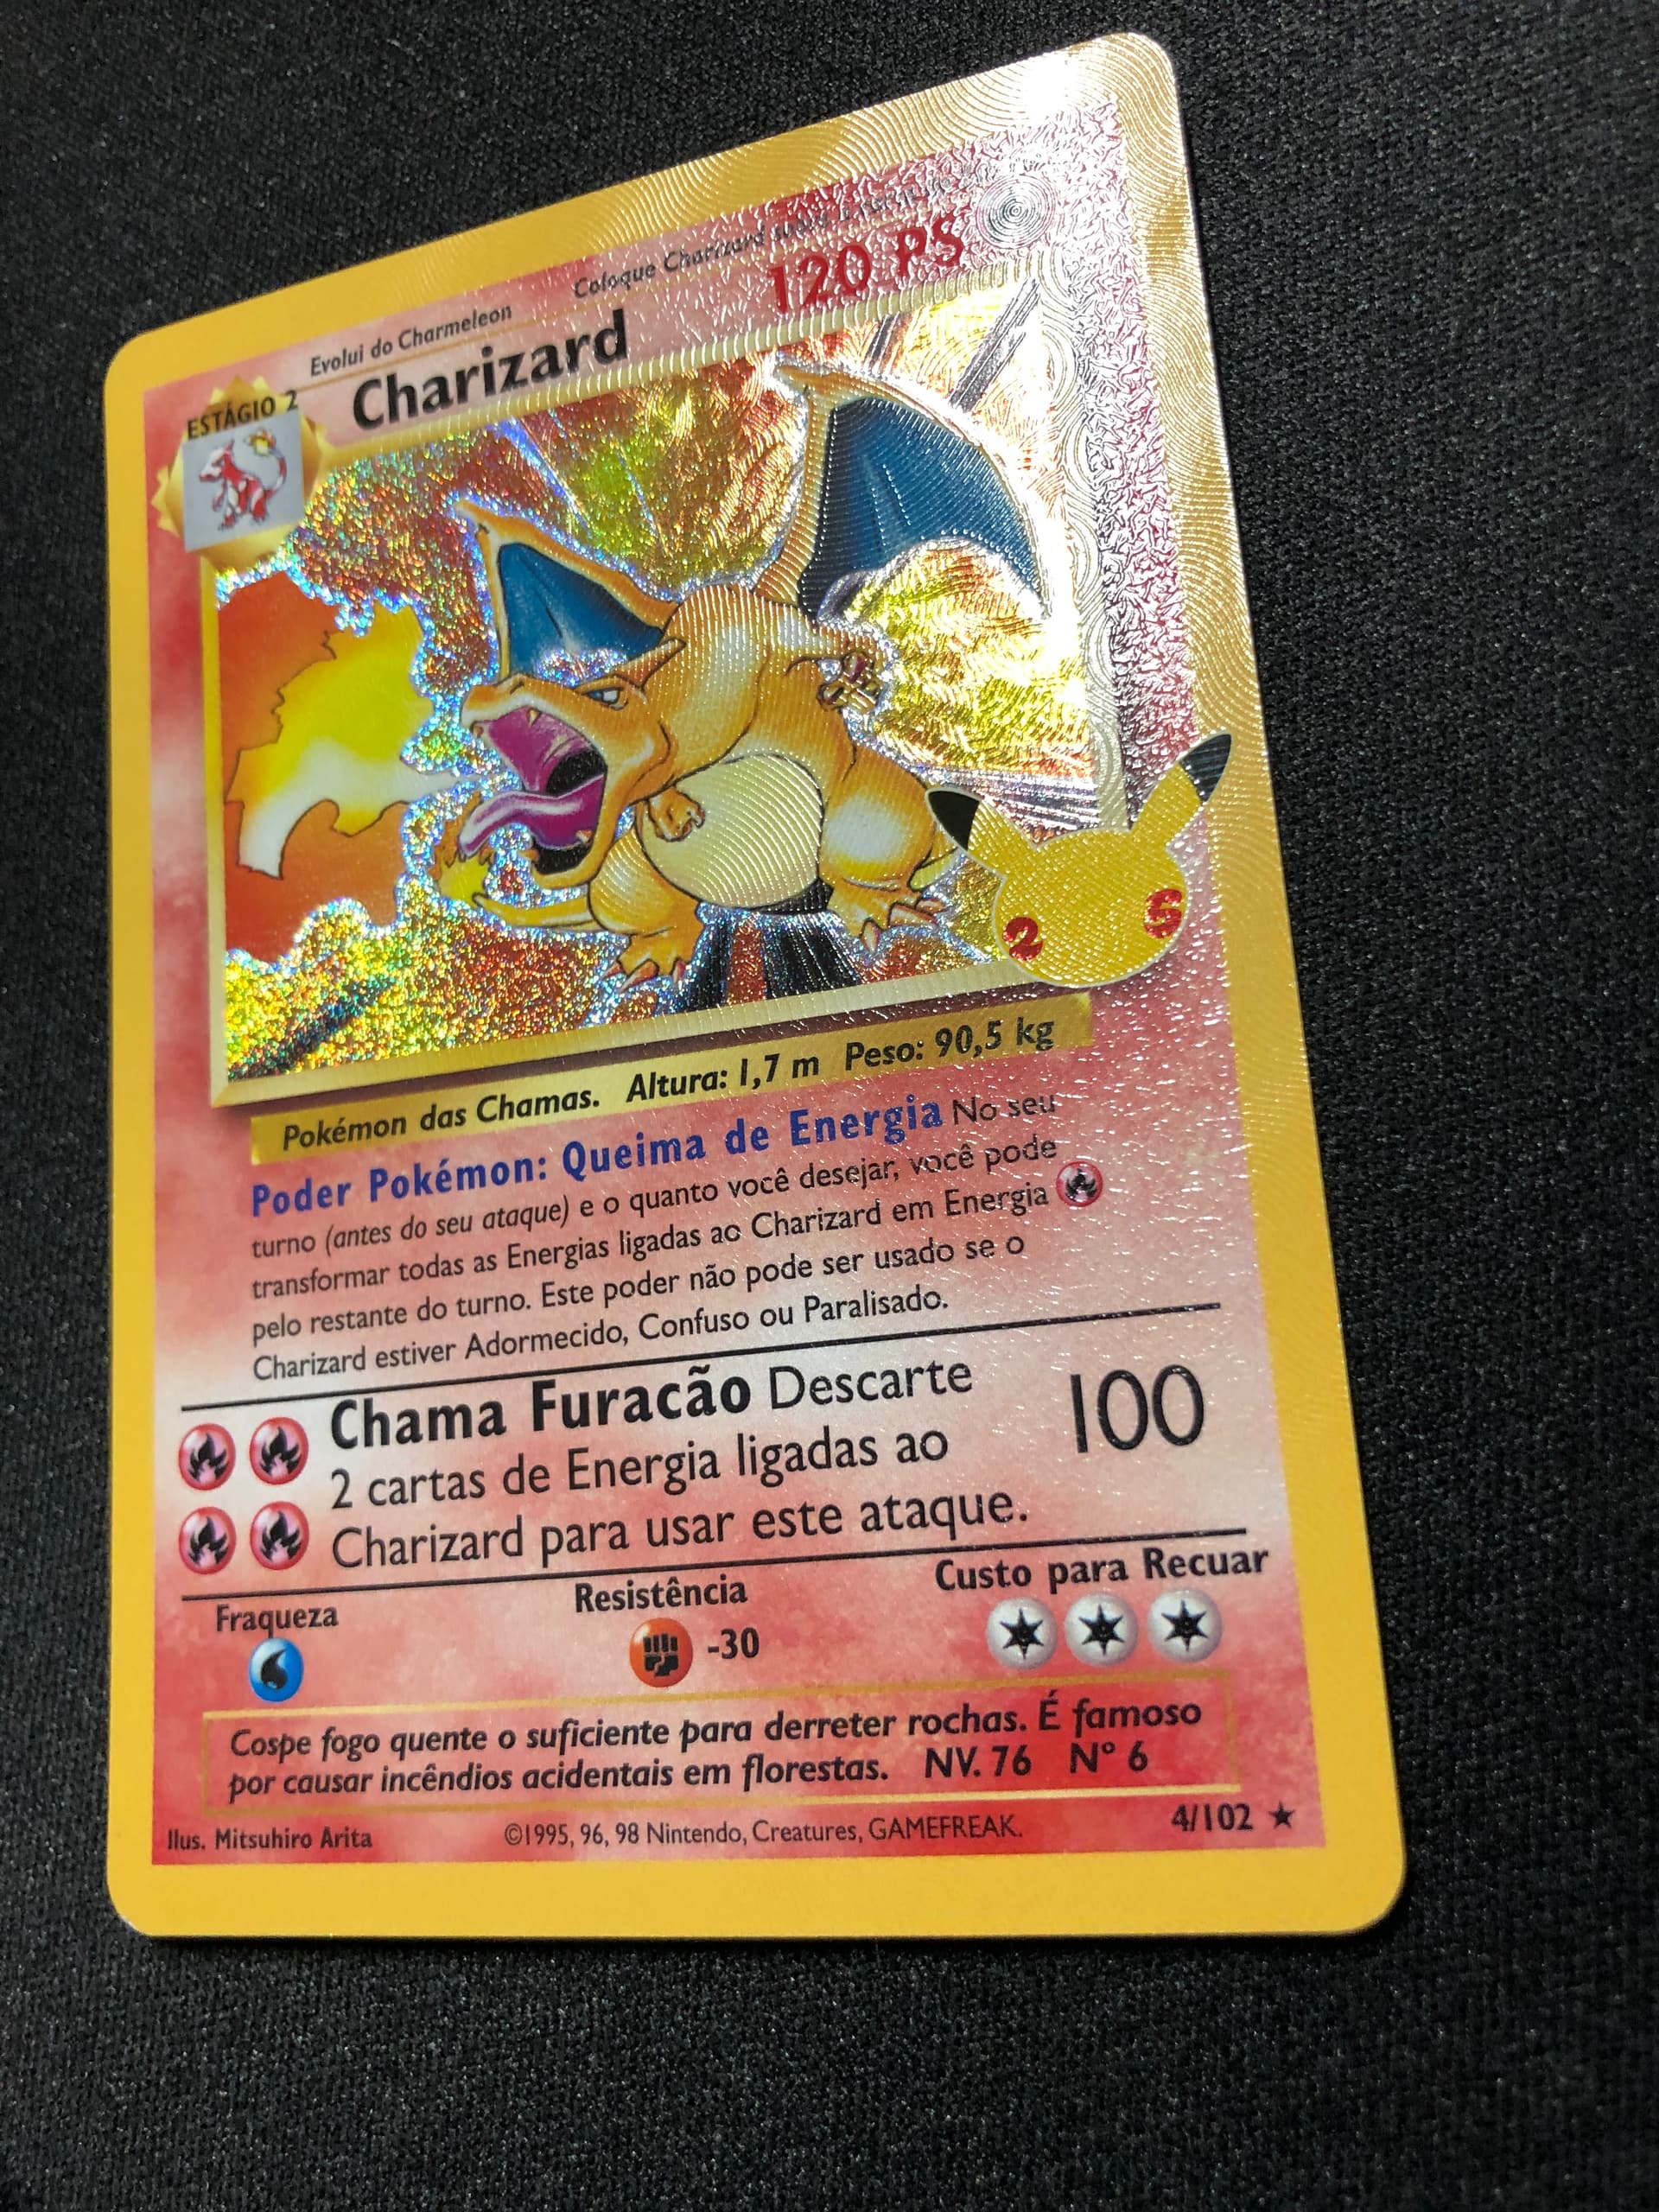 Evolui do Charmeleon
Coloque Charizard sobre a
ESTÁGIO 2
Charizard
120 PS
2 5
Pokémon das Chamas. Altura: 1,7 m Peso: 90,5 kg
Poder Pokémon: Queima de Energia No seu
turno (antes do seu ataque) e o quanto você desejar, você pode
transformar todas as Energias ligadas ao Charizard em Energia
pelo restante do turno. Este poder não pode ser usado se o
Charizard estiver Adormecido, Confuso ou Paralisado.
Chama Furacão Descarte
2 cartas de Energia ligadas ao
Charizard para usar este ataque.
100
Fraqueza
Resistência
-30
Custo para Recuar
Cospe fogo quente o suficiente para derreter rochas. É famoso
por causar incêndios acidentais em florestas. NV. 76 Nº 6
Ilus. Mitsuhiro Arita
©1995, 96, 98 Nintendo, Creatures, GAMEFREAK.
4/102 ★